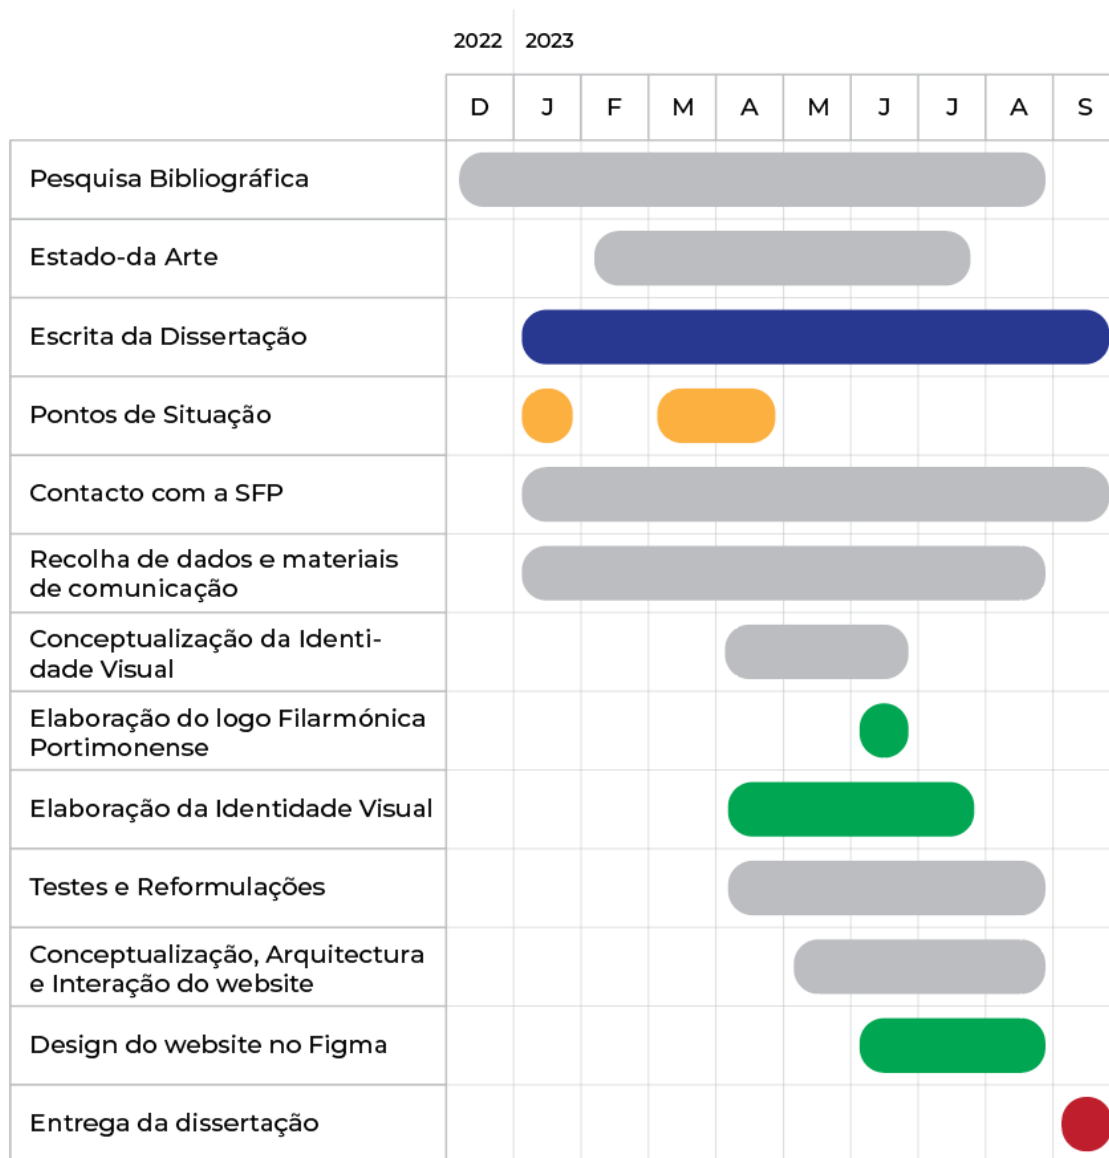 2022 2023
D J F M A M J J A S
Pesquisa Bibliográfica
Estado-da Arte
Escrita da Dissertação
Pontos de Situação
Contacto com a SFP
Recolha de dados e materiais
de comunicação
Conceptualização da Identi-
dade Visual
Elaboração do logo Filarmónica
Portimonense
Elaboração da Identidade Visual
Testes e Reformulações
Conceptualização, Arquitectura
e Interação do website
Design do website no Figma
Entrega da dissertação